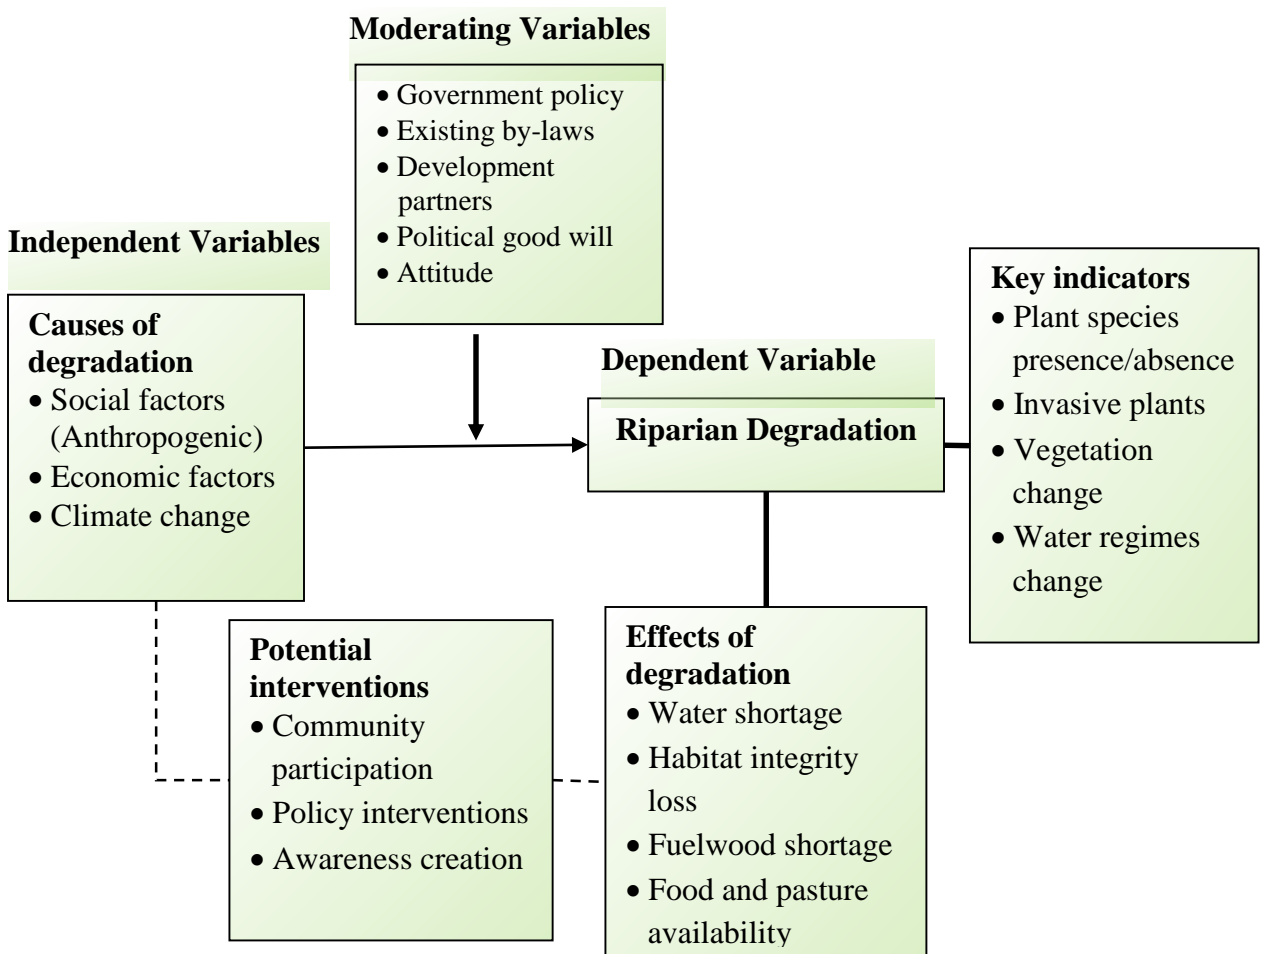 Moderating Variables
• Government policy
• Existing by-laws
• Development
partners
• Political good will
• Attitude
Independent Variables
Causes of
degradation
• Social factors
(Anthropogenic)
• Economic factors
• Climate change
Dependent Variable
Riparian Degradation
Key indicators
• Plant species
presence/absence
• Invasive plants
• Vegetation
change
• Water regimes
change
Potential
interventions
• Community
participation
• Policy interventions
• Awareness creation
Effects of
degradation
• Water shortage
• Habitat integrity
loss
• Fuelwood shortage
• Food and pasture
availability